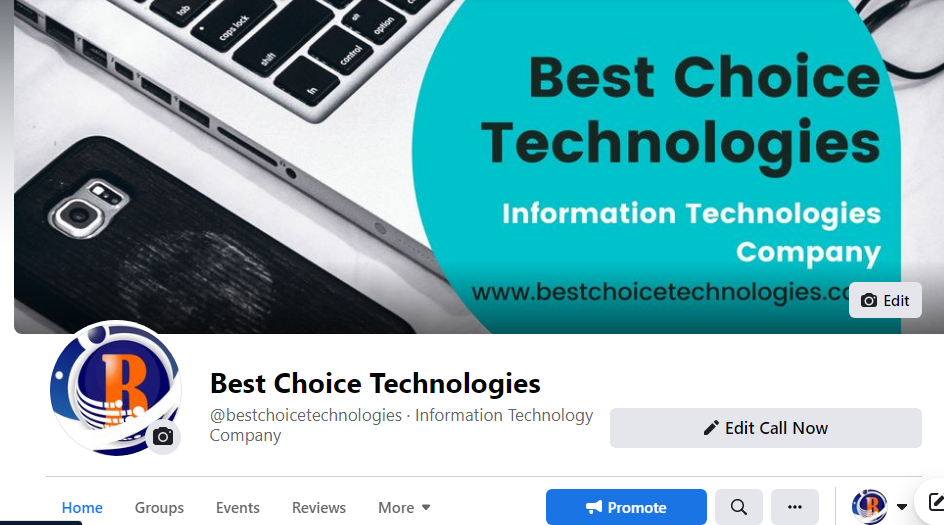 tab
caps lock
shift
fn
control
alt
option
Best Choice
Technologies
Information Technologies
Company
www.bestchoicetechnologies.co
Edit
B
Best Choice Technologies
@bestchoicetechnologies · Information Technology
Company
Edit Call Now
Home
Groups
Events
Reviews
More
Promote